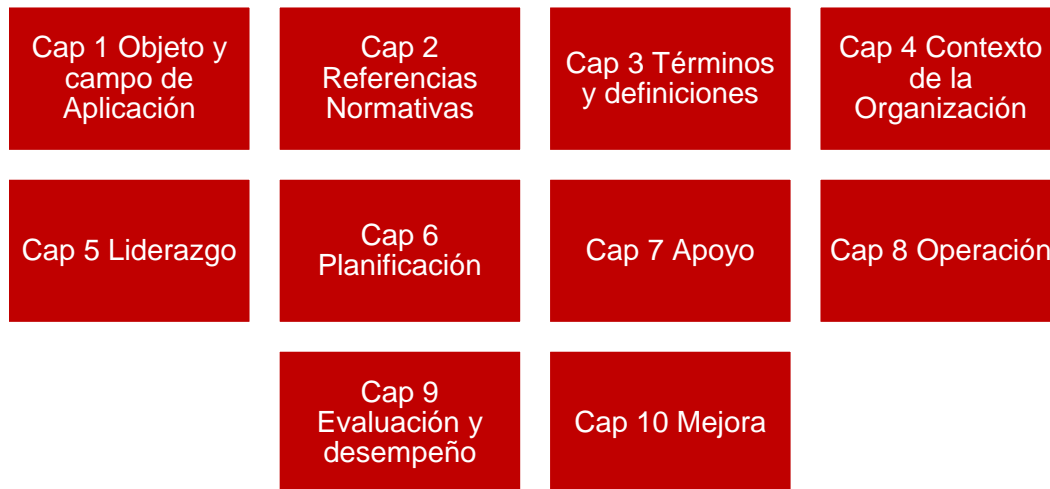 Cap 1 Objeto y
campo de
Aplicación
Cap 2
Referencias
Normativas
Cap 3 Términos
y definiciones
Cap 4 Contexto
de la
Organización
Cap 5 Liderazgo
Cap 6
Planificación
Cap 7 Apoyo
Cap 8 Operación
Cap 9
Evaluación y
desempeño
Cap 10 Mejora